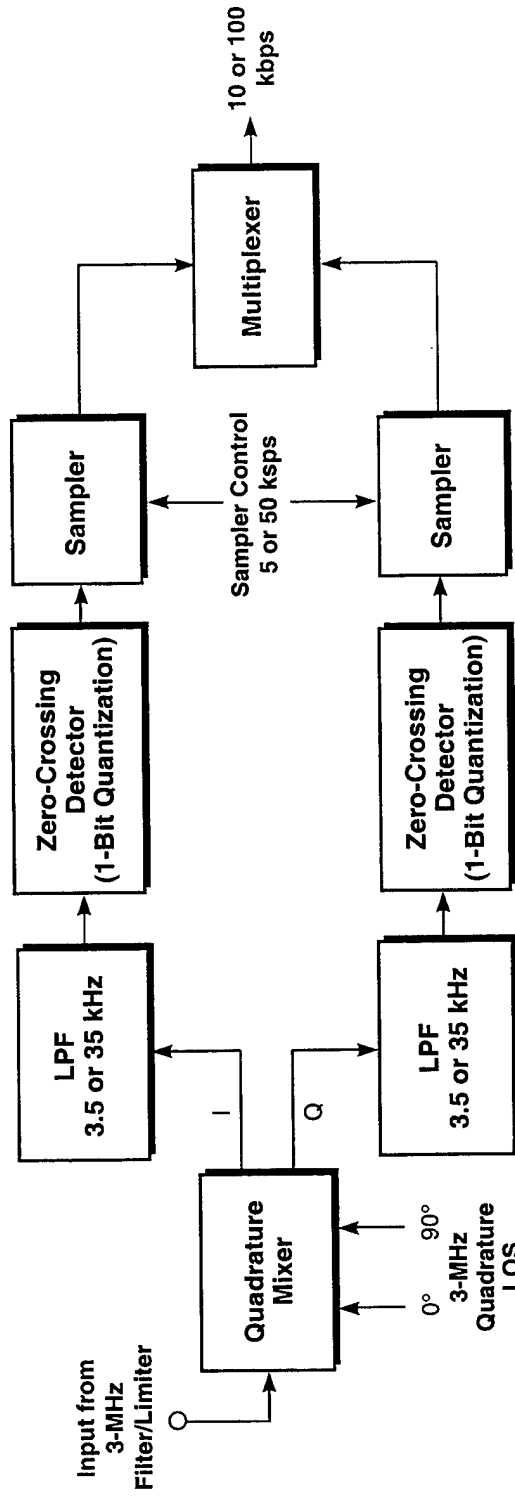 Input from
3-MHz
Filter/Limiter
Quadrature
Mixer
0°
90°
3-MHz
Quadrature
LOS
I
Q
LPF
3.5 or 35 kHz
LPF
3.5 or 35 kHz
Zero-Crossing
Detector
(1-Bit Quantization)
Zero-Crossing
Detector
(1-Bit Quantization)
Sampler
Sampler Control
5 or 50 ksps
Sampler
Multiplexer
10 or 100
kbps